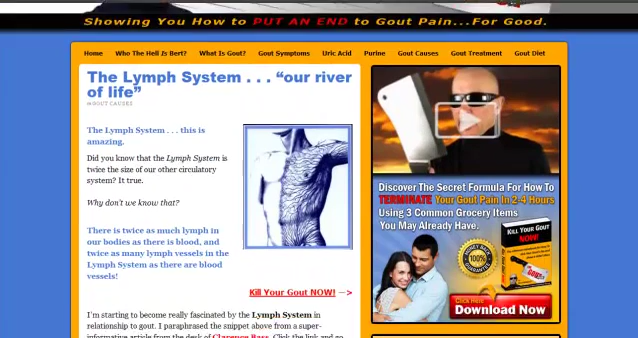 Showing You How to PUT AN END to Gout Pain...For Good.
Home Who The Hell Is Bert? What Is Gout? Gout Symptoms Uric Acid Purine Gout Causes Gout Treatment Gout Diet
The Lymph System . . . “our river
of life”
in GOUT CAUSES
The Lymph System . . . this is
amazing.
Did you know that the Lymph System is
twice the size of our other circulatory
system? It true.
Why don't we know that?
There is twice as much lymph in
our bodies as there is blood, and
twice as many lymph vessels in the
Lymph System as there are blood
vessels!
Kill Your Gout NOW! —>
I'm starting to become really fascinated by the Lymph System in
relationship to gout. I paraphrased the snippet above from a super-
informative article from the desk of Clarence Bass. Click the link and go
Discover The Secret Formula For How To
TERMINATE Your Gout Pain In 2-4 Hours
Using 3 Common Grocery Items
You May Already Have.
MONEY BACK
100%
GUARANTEE
KILL YOUR GOUT
NOW!
Click Here
Download Now